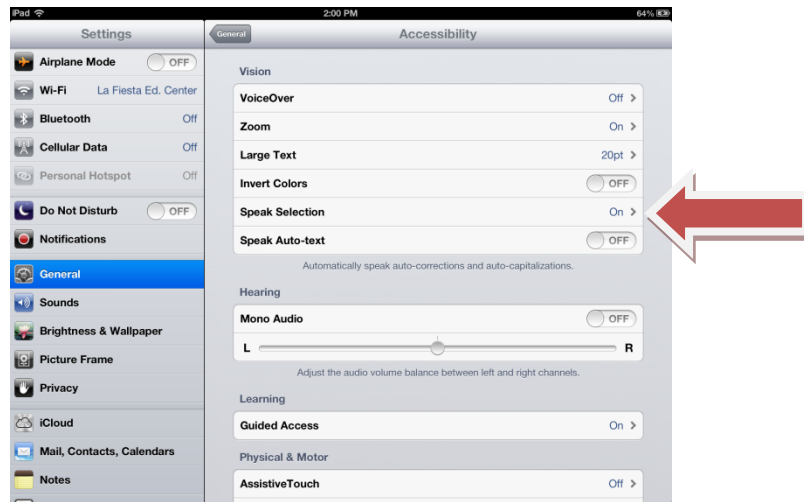 iPad 2:00 PM 64%
Settings
Airplane Mode OFF
Wi-Fi La Fiesta Ed. Center
Bluetooth Off
Cellular Data Off
Personal Hotspot Off
Do Not Disturb OFF
Notifications
General
Sounds
Brightness & Wallpaper
Picture Frame
Privacy
iCloud
Mail, Contacts, Calendars
Notes
General Accessibility
Vision
VoiceOver Off
Zoom On
Large Text 20pt
Invert Colors OFF
Speak Selection On
Speak Auto-text OFF
Automatically speak auto-corrections and auto-capitalizations.
Hearing
Mono Audio OFF
L R
Adjust the audio volume balance between left and right channels.
Learning
Guided Access On
Physical & Motor
AssistiveTouch Off